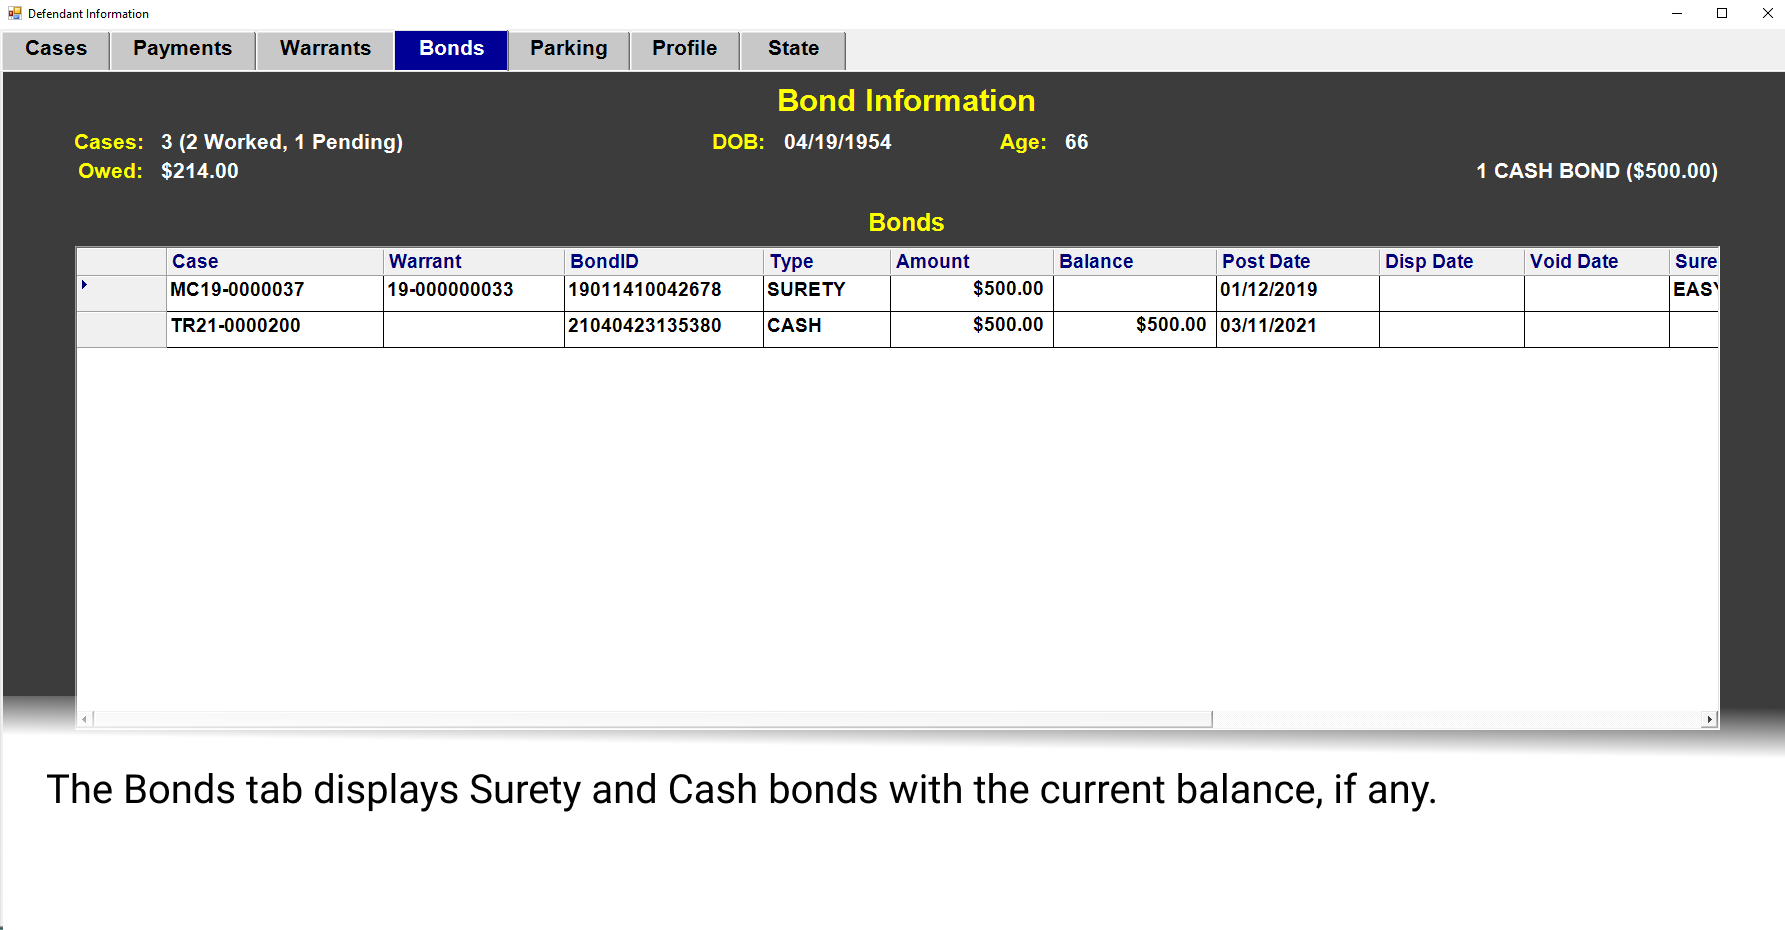 Defendant Information
Cases Payments Warrants Bonds Parking Profile State
Bond Information
Cases: 3 (2 Worked, 1 Pending) DOB: 04/19/1954 Age: 66
Owed: $214.00 1 CASH BOND ($500.00)
Bonds
Case Warrant BondID Type Amount Balance Post Date Disp Date Void Date Sure
MC19-0000037 19-000000033 19011410042678 SURETY $500.00 01/12/2019 EASY
TR21-0000200 21040423135380 CASH $500.00 $500.00 03/11/2021
The Bonds tab displays Surety and Cash bonds with the current balance, if any.